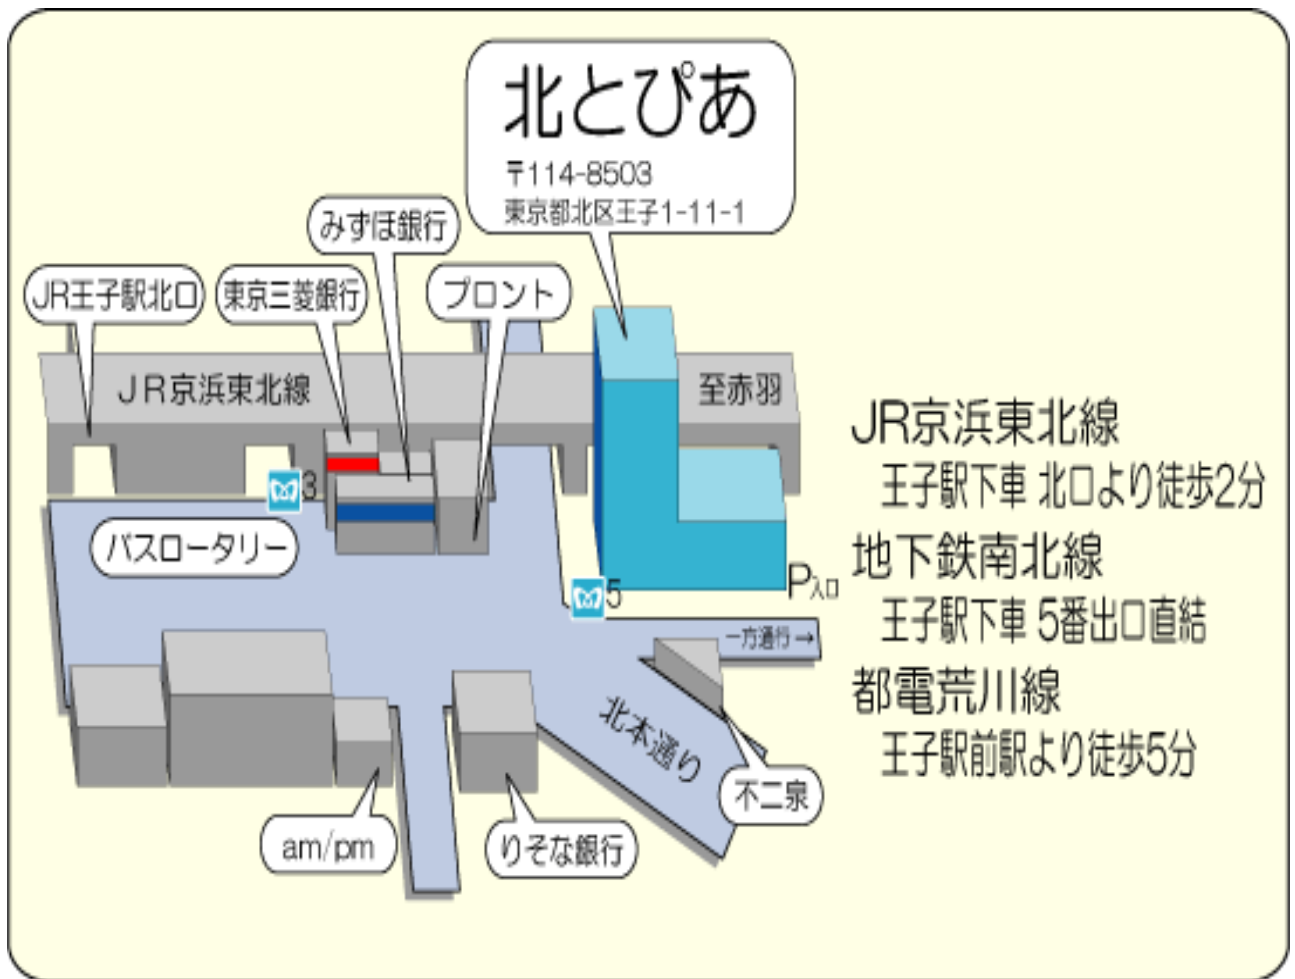 北とぴあ
〒114-8503
東京都北区王子1-11-1
みずほ銀行
JR王子駅北口
東京三菱銀行
プロント
JR京浜東北線
至赤羽
3
バスロータリー
5
P入口
一方通行→
北本通り
不二泉
am/pm
りそな銀行
JR京浜東北線
王子駅下車 北口より徒歩2分
地下鉄南北線
王子駅下車 5番出口直結
都電荒川線
王子駅前駅より徒歩5分